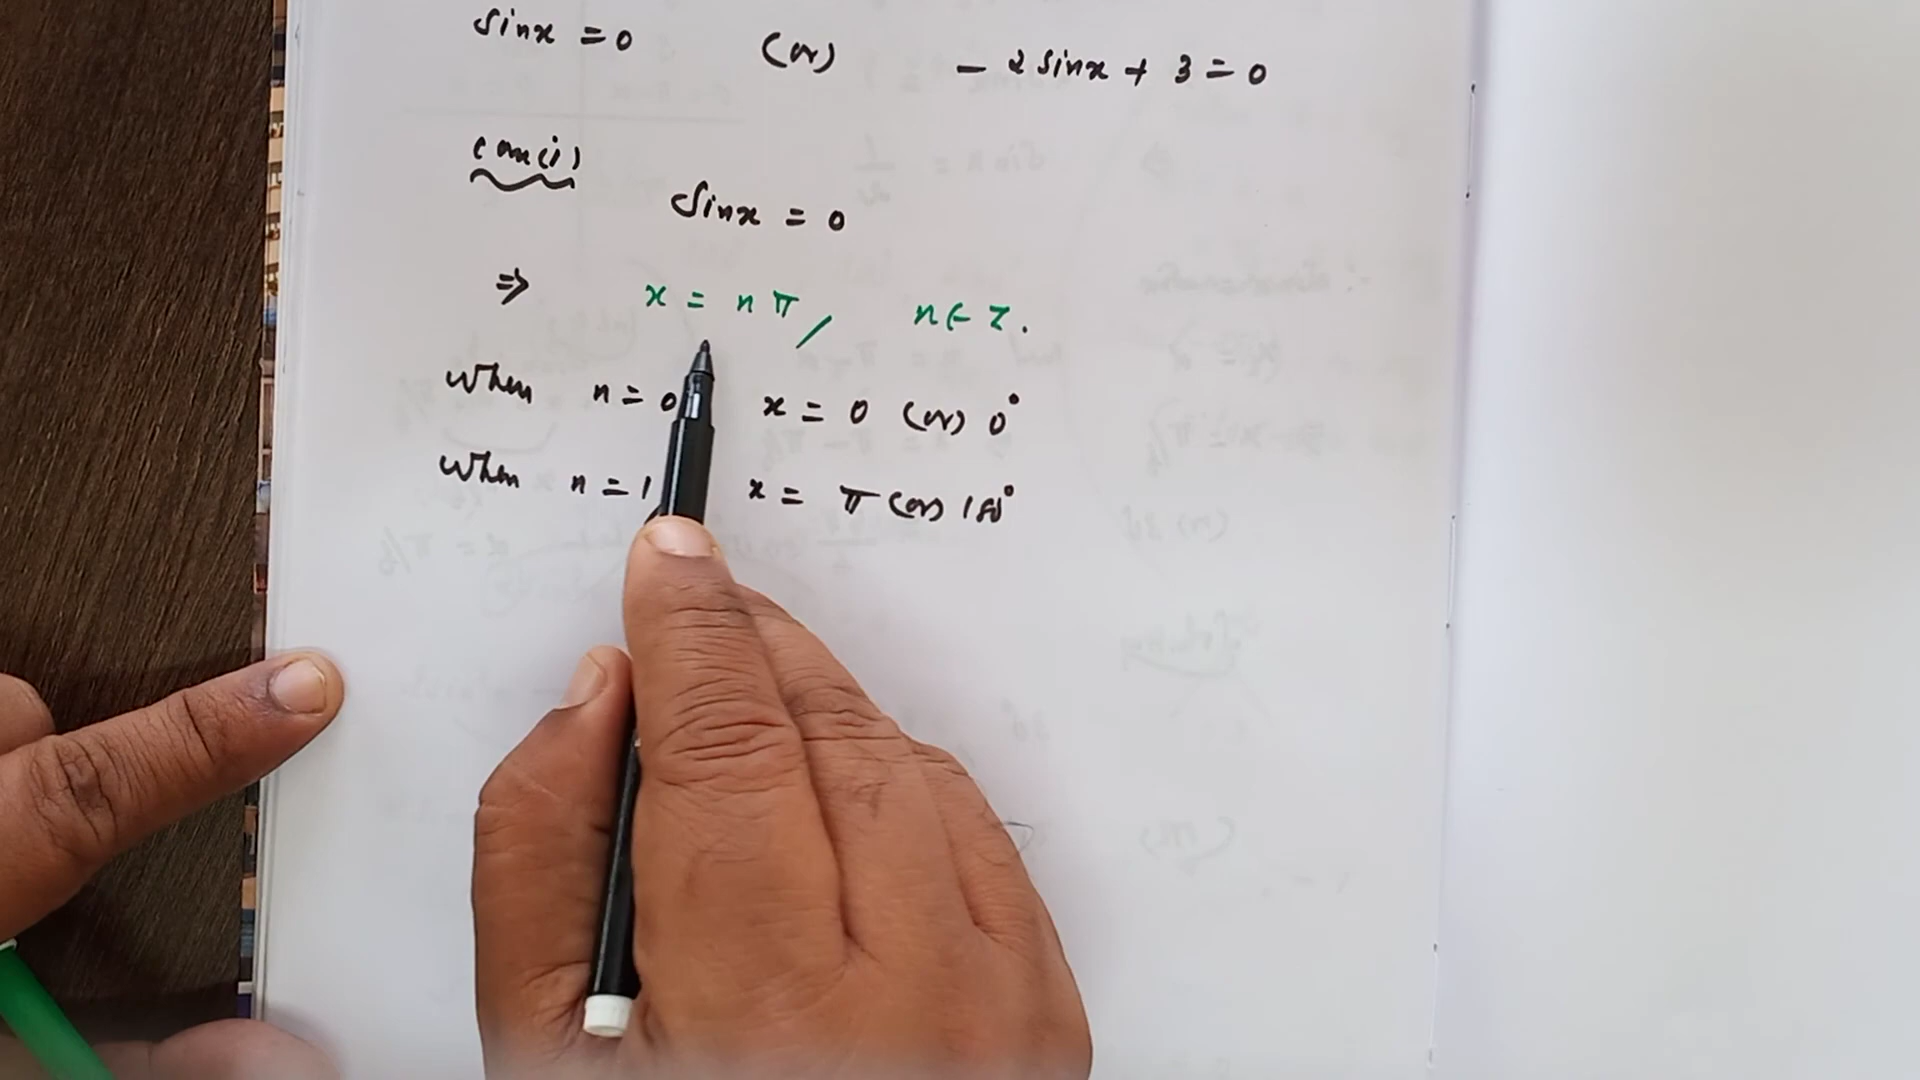 sinx = 0 (or) - 2 sinx + 3 = 0
case(i)
Sinx = 0
⇒ x = nπ, n ∈ Z.
When n = 0 x = 0 (or) 0°
When n = 1, x = π (or) 180°